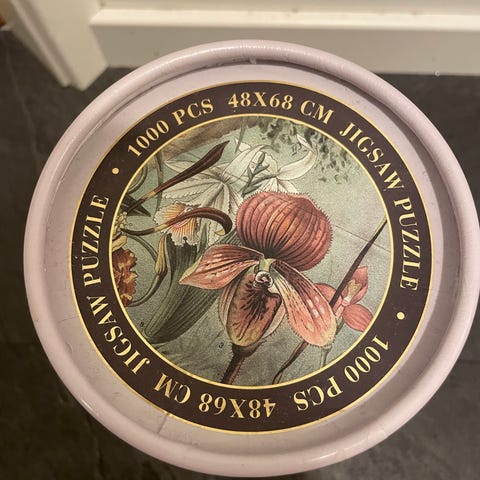 1000 PCS 48X68 CM JIGSAW PUZZLE • 1000 PCS 48X68 CM JIGSAW PUZZLE •